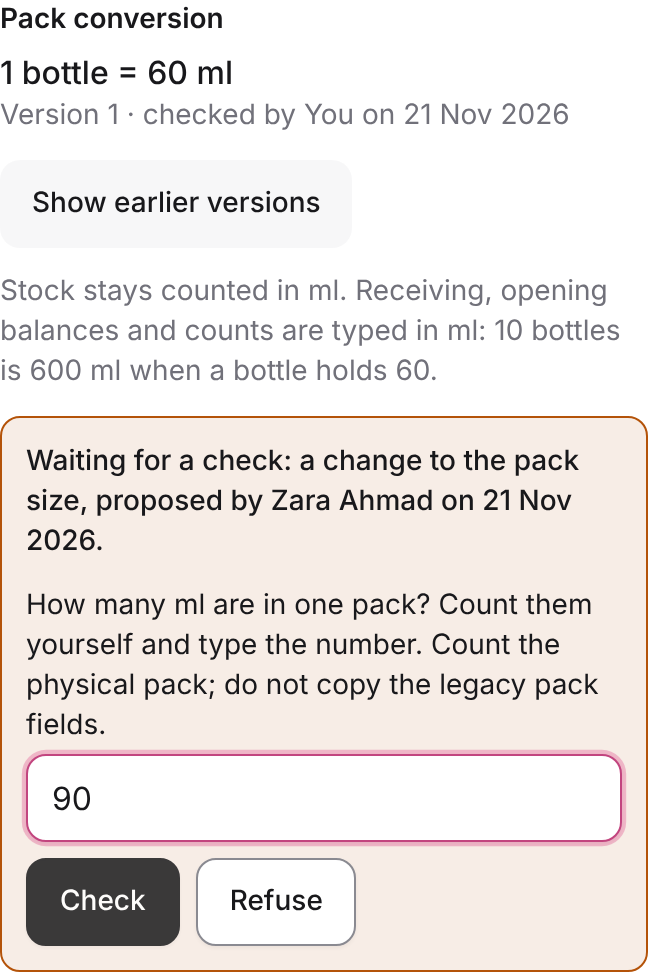 Pack conversion
1 bottle = 60 ml
Version 1 · checked by You on 21 Nov 2026
Show earlier versions
Stock stays counted in ml. Receiving, opening
balances and counts are typed in ml: 10 bottles
is 600 ml when a bottle holds 60.
Waiting for a check: a change to the pack
size, proposed by Zara Ahmad on 21 Nov
2026.
How many ml are in one pack? Count them
yourself and type the number. Count the
physical pack; do not copy the legacy pack
fields.
90
Check
Refuse